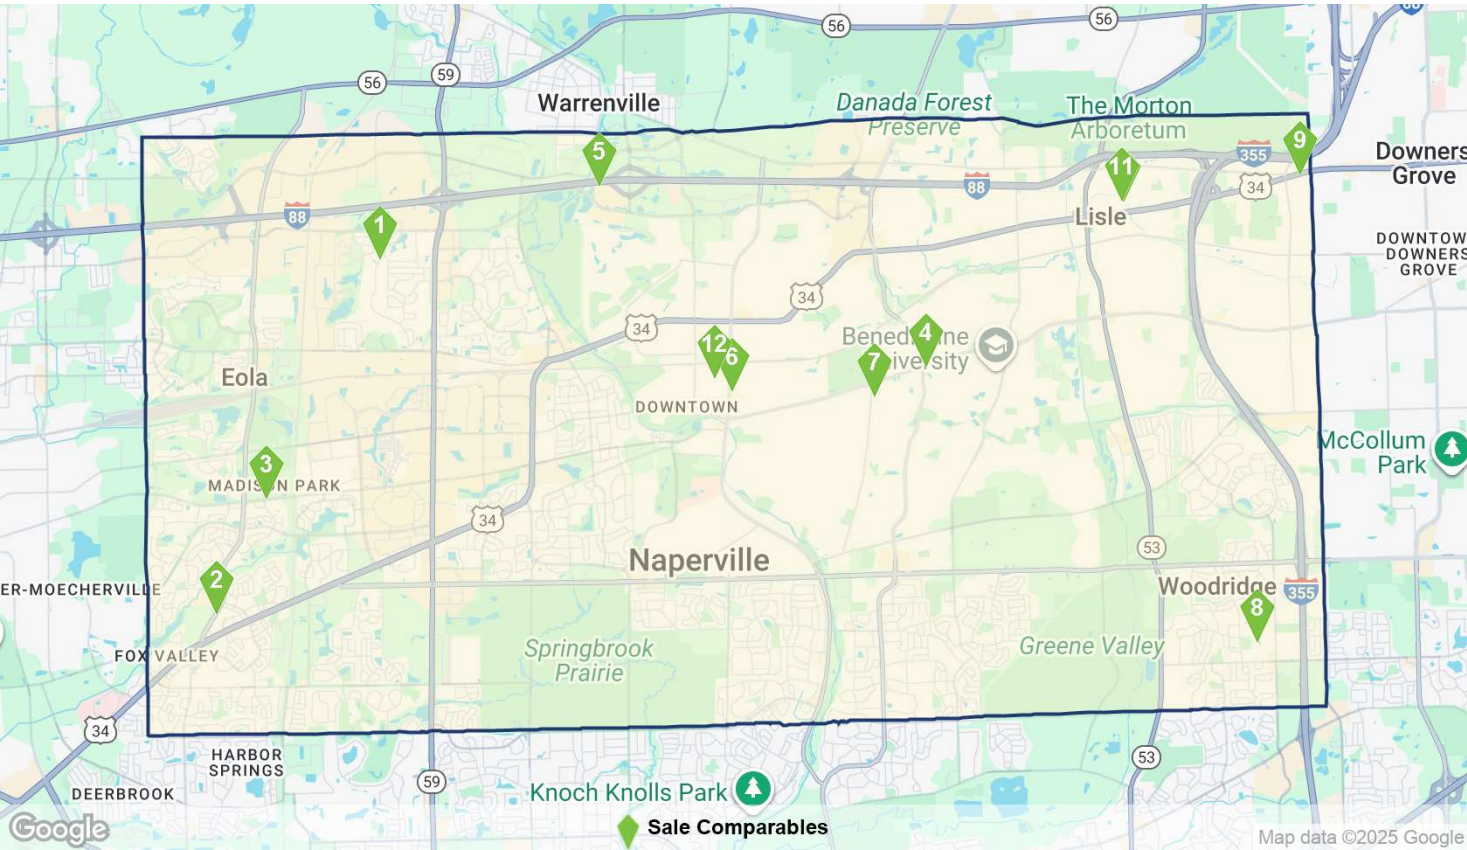 56
56
88
59
56
Warrenville
Danada Forest
Preserve
The Morton
Arboretum
5
9
355
Downers
Grove
11
34
88
88
1
Lisle
DOWNTOW
DOWNERS
GROVE
34
34
4
12
6
7
Eola
DOWNTOWN
McCollum
Park
3
34
Naperville
53
2
ER-MOECHERVILLE
Woodridge
355
8
Springbrook
Prairie
Greene Valley
FOX VALLEY
34
HARBOR
SPRINGS
53
59
DEERBROOK
Knoch Knolls Park
Sale Comparables
Google
Map data ©2025 Google